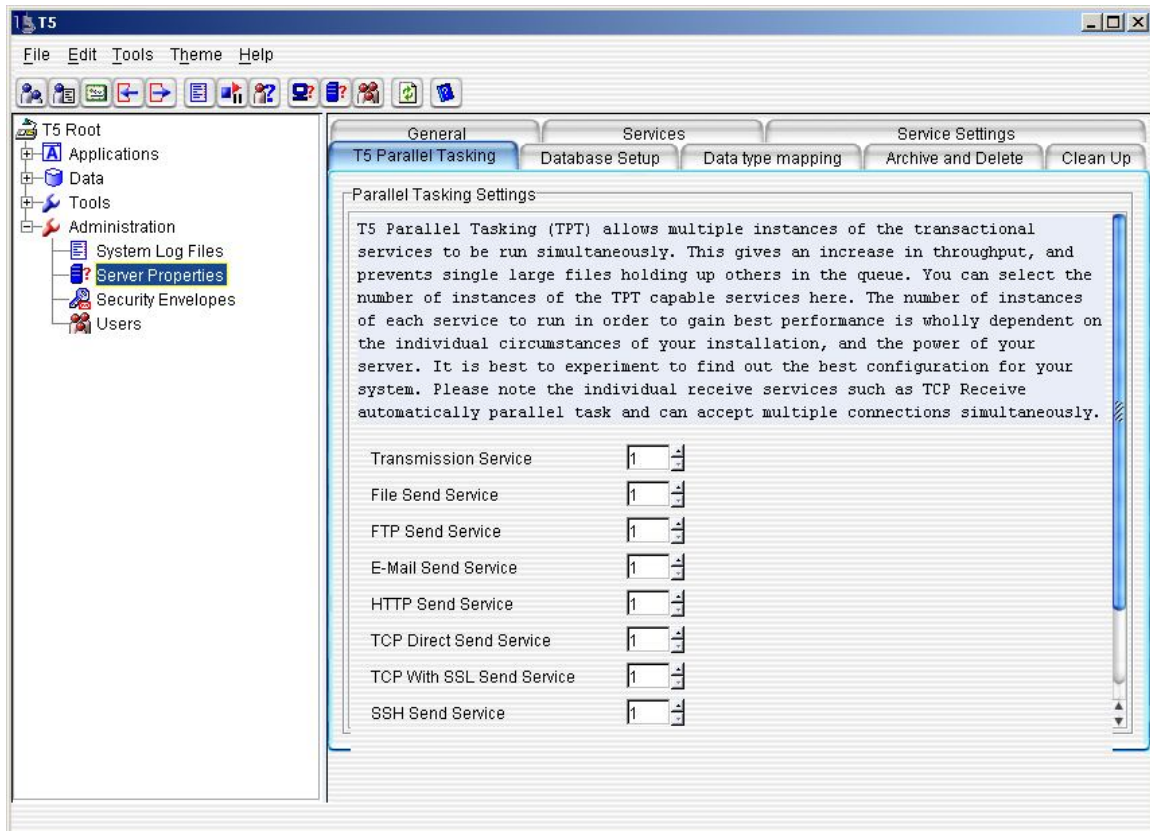 T5
File Edit Tools Theme Help
T5 Root
Applications
Data
Tools
Administration
System Log Files
Server Properties
Security Envelopes
Users
General Services Service Settings
T5 Parallel Tasking Database Setup Data type mapping Archive and Delete Clean Up
Parallel Tasking Settings
T5 Parallel Tasking (TPT) allows multiple instances of the transactional
services to be run simultaneously. This gives an increase in throughput, and
prevents single large files holding up others in the queue. You can select the
number of instances of the TPT capable services here. The number of instances
of each service to run in order to gain best performance is wholly dependent on
the individual circumstances of your installation, and the power of your
server. It is best to experiment to find out the best configuration for your
system. Please note the individual receive services such as TCP Receive
automatically parallel task and can accept multiple connections simultaneously.
Transmission Service 1
File Send Service 1
FTP Send Service 1
E-Mail Send Service 1
HTTP Send Service 1
TCP Direct Send Service 1
TCP With SSL Send Service 1
SSH Send Service 1